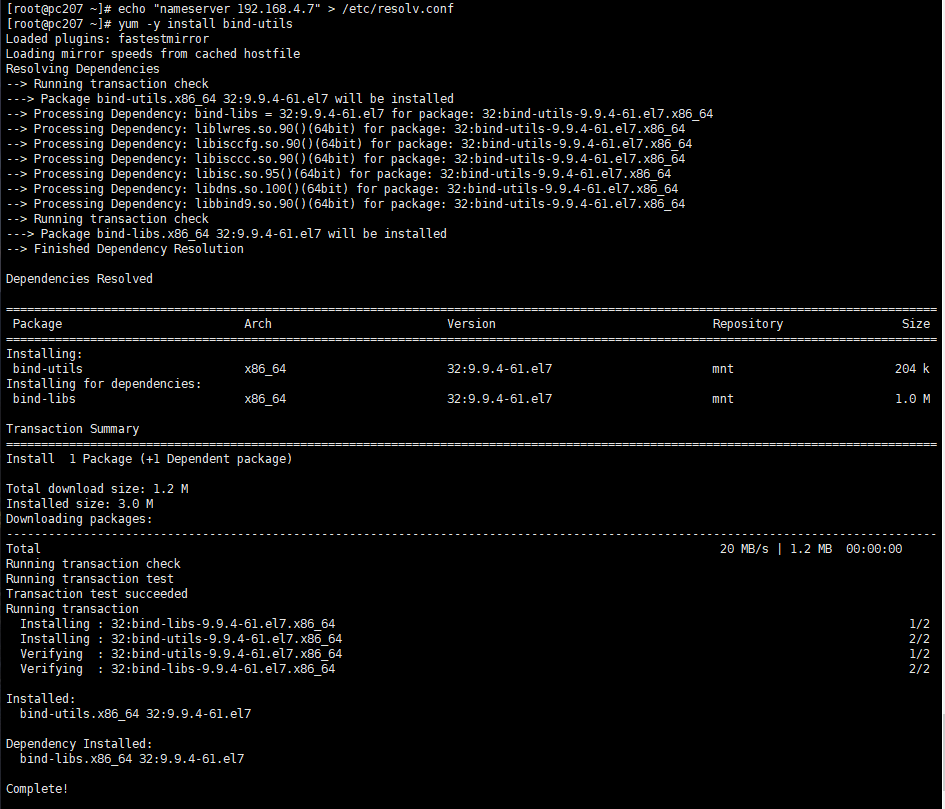 [root@pc207 ~]# echo "nameserver 192.168.4.7" > /etc/resolv.conf
[root@pc207 ~]# yum -y install bind-utils
Loaded plugins: fastestmirror
Loading mirror speeds from cached hostfile
Resolving Dependencies
--> Running transaction check
---> Package bind-utils.x86_64 32:9.9.4-61.el7 will be installed
--> Processing Dependency: bind-libs = 32:9.9.4-61.el7 for package: 32:bind-utils-9.9.4-61.el7.x86_64
--> Processing Dependency: liblwres.so.90()(64bit) for package: 32:bind-utils-9.9.4-61.el7.x86_64
--> Processing Dependency: libisccfg.so.90()(64bit) for package: 32:bind-utils-9.9.4-61.el7.x86_64
--> Processing Dependency: libisccc.so.90()(64bit) for package: 32:bind-utils-9.9.4-61.el7.x86_64
--> Processing Dependency: libisc.so.95()(64bit) for package: 32:bind-utils-9.9.4-61.el7.x86_64
--> Processing Dependency: libdns.so.100()(64bit) for package: 32:bind-utils-9.9.4-61.el7.x86_64
--> Processing Dependency: libbind9.so.90()(64bit) for package: 32:bind-utils-9.9.4-61.el7.x86_64
--> Running transaction check
---> Package bind-libs.x86_64 32:9.9.4-61.el7 will be installed
--> Finished Dependency Resolution
Dependencies Resolved
Package Arch Version Repository Size
Installing:
bind-utils x86_64 32:9.9.4-61.el7 mnt 204 k
Installing for dependencies:
bind-libs x86_64 32:9.9.4-61.el7 mnt 1.0 M
Transaction Summary
Install 1 Package (+1 Dependent package)
Total download size: 1.2 M
Installed size: 3.0 M
Downloading packages:
Total 20 MB/s | 1.2 MB 00:00:00
Running transaction check
Running transaction test
Transaction test succeeded
Running transaction
Installing : 32:bind-libs-9.9.4-61.el7.x86_64 1/2
Installing : 32:bind-utils-9.9.4-61.el7.x86_64 2/2
Verifying : 32:bind-utils-9.9.4-61.el7.x86_64 1/2
Verifying : 32:bind-libs-9.9.4-61.el7.x86_64 2/2
Installed:
bind-utils.x86_64 32:9.9.4-61.el7
Dependency Installed:
bind-libs.x86_64 32:9.9.4-61.el7
Complete!